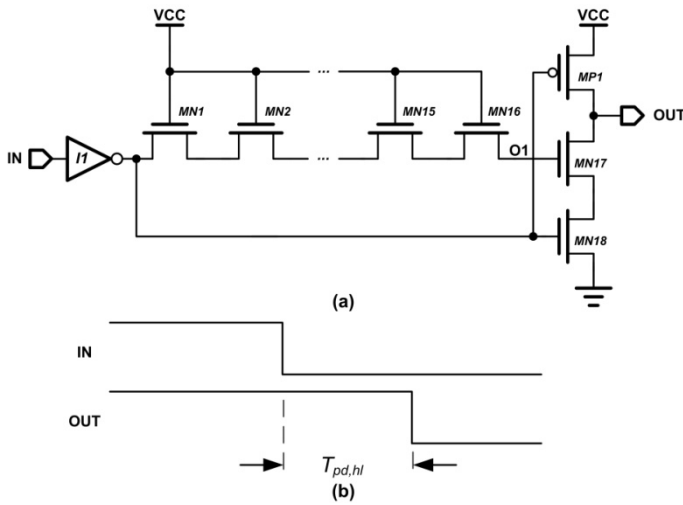 VCC
VCC
MN1
MN2
...
MN15
MN16
MP1
OUT
IN
I1
...
O1
MN17
MN18
(a)
IN
OUT
Tpd,hl
(b)